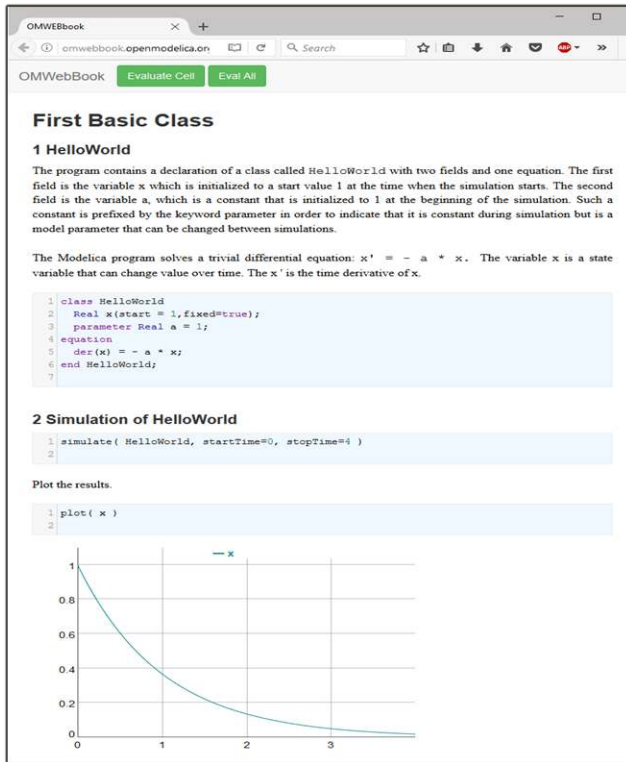 OMWEBbook × +
omwebbook.openmodelica.or Search ABP »
OMWebBook Evaluate Cell Eval All
First Basic Class
1 HelloWorld
The program contains a declaration of a class called HelloWorld with two fields and one equation. The first
field is the variable x which is initialized to a start value 1 at the time when the simulation starts. The second
field is the variable a, which is a constant that is initialized to 1 at the beginning of the simulation. Such a
constant is prefixed by the keyword parameter in order to indicate that it is constant during simulation but is a
model parameter that can be changed between simulations.
The Modelica program solves a trivial differential equation: x' = - a * x. The variable x is a state
variable that can change value over time. The x ' is the time derivative of x.
1 class HelloWorld
2 Real x(start = 1,fixed=true);
3 parameter Real a = 1;
4 equation
5 der(x) = - a * x;
6 end HelloWorld;
7
2 Simulation of HelloWorld
1 simulate( HelloWorld, startTime=0, stopTime=4 )
2
Plot the results.
1 plot( x )
2
x
1
0.8
0.6
0.4
0.2
0
0 1 2 3